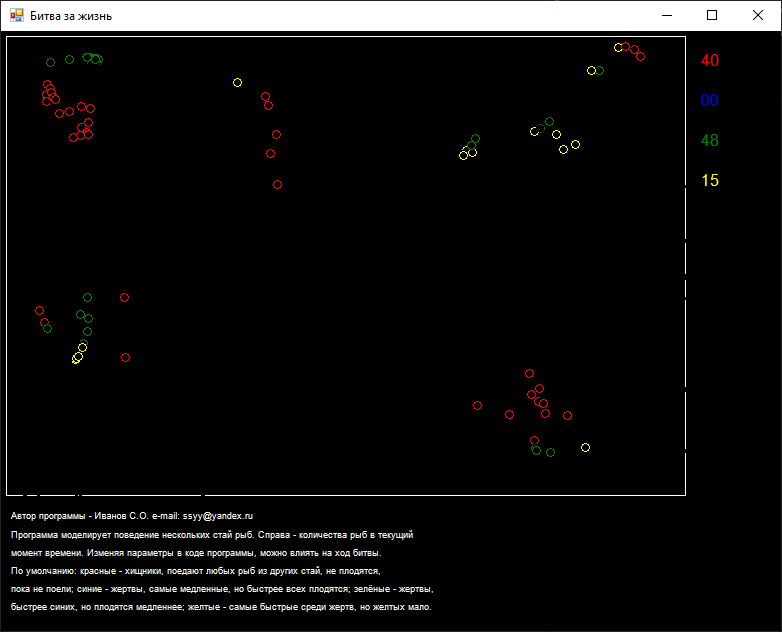 Битва за жизнь
40
00
48
15
Автор программы - Иванов С.О. e-mail: ssyy@yandex.ru
Программа моделирует поведение нескольких стай рыб. Справа - количества рыб в текущий
момент времени. Изменяя параметры в коде программы, можно влиять на ход битвы.
По умолчанию: красные - хищники, поедают любых рыб из других стай, не плодятся,
пока не поели; синие - жертвы, самые медленные, но быстрее всех плодятся; зелёные - жертвы,
быстрее синих, но плодятся медленнее; желтые - самые быстрые среди жертв, но желтых мало.